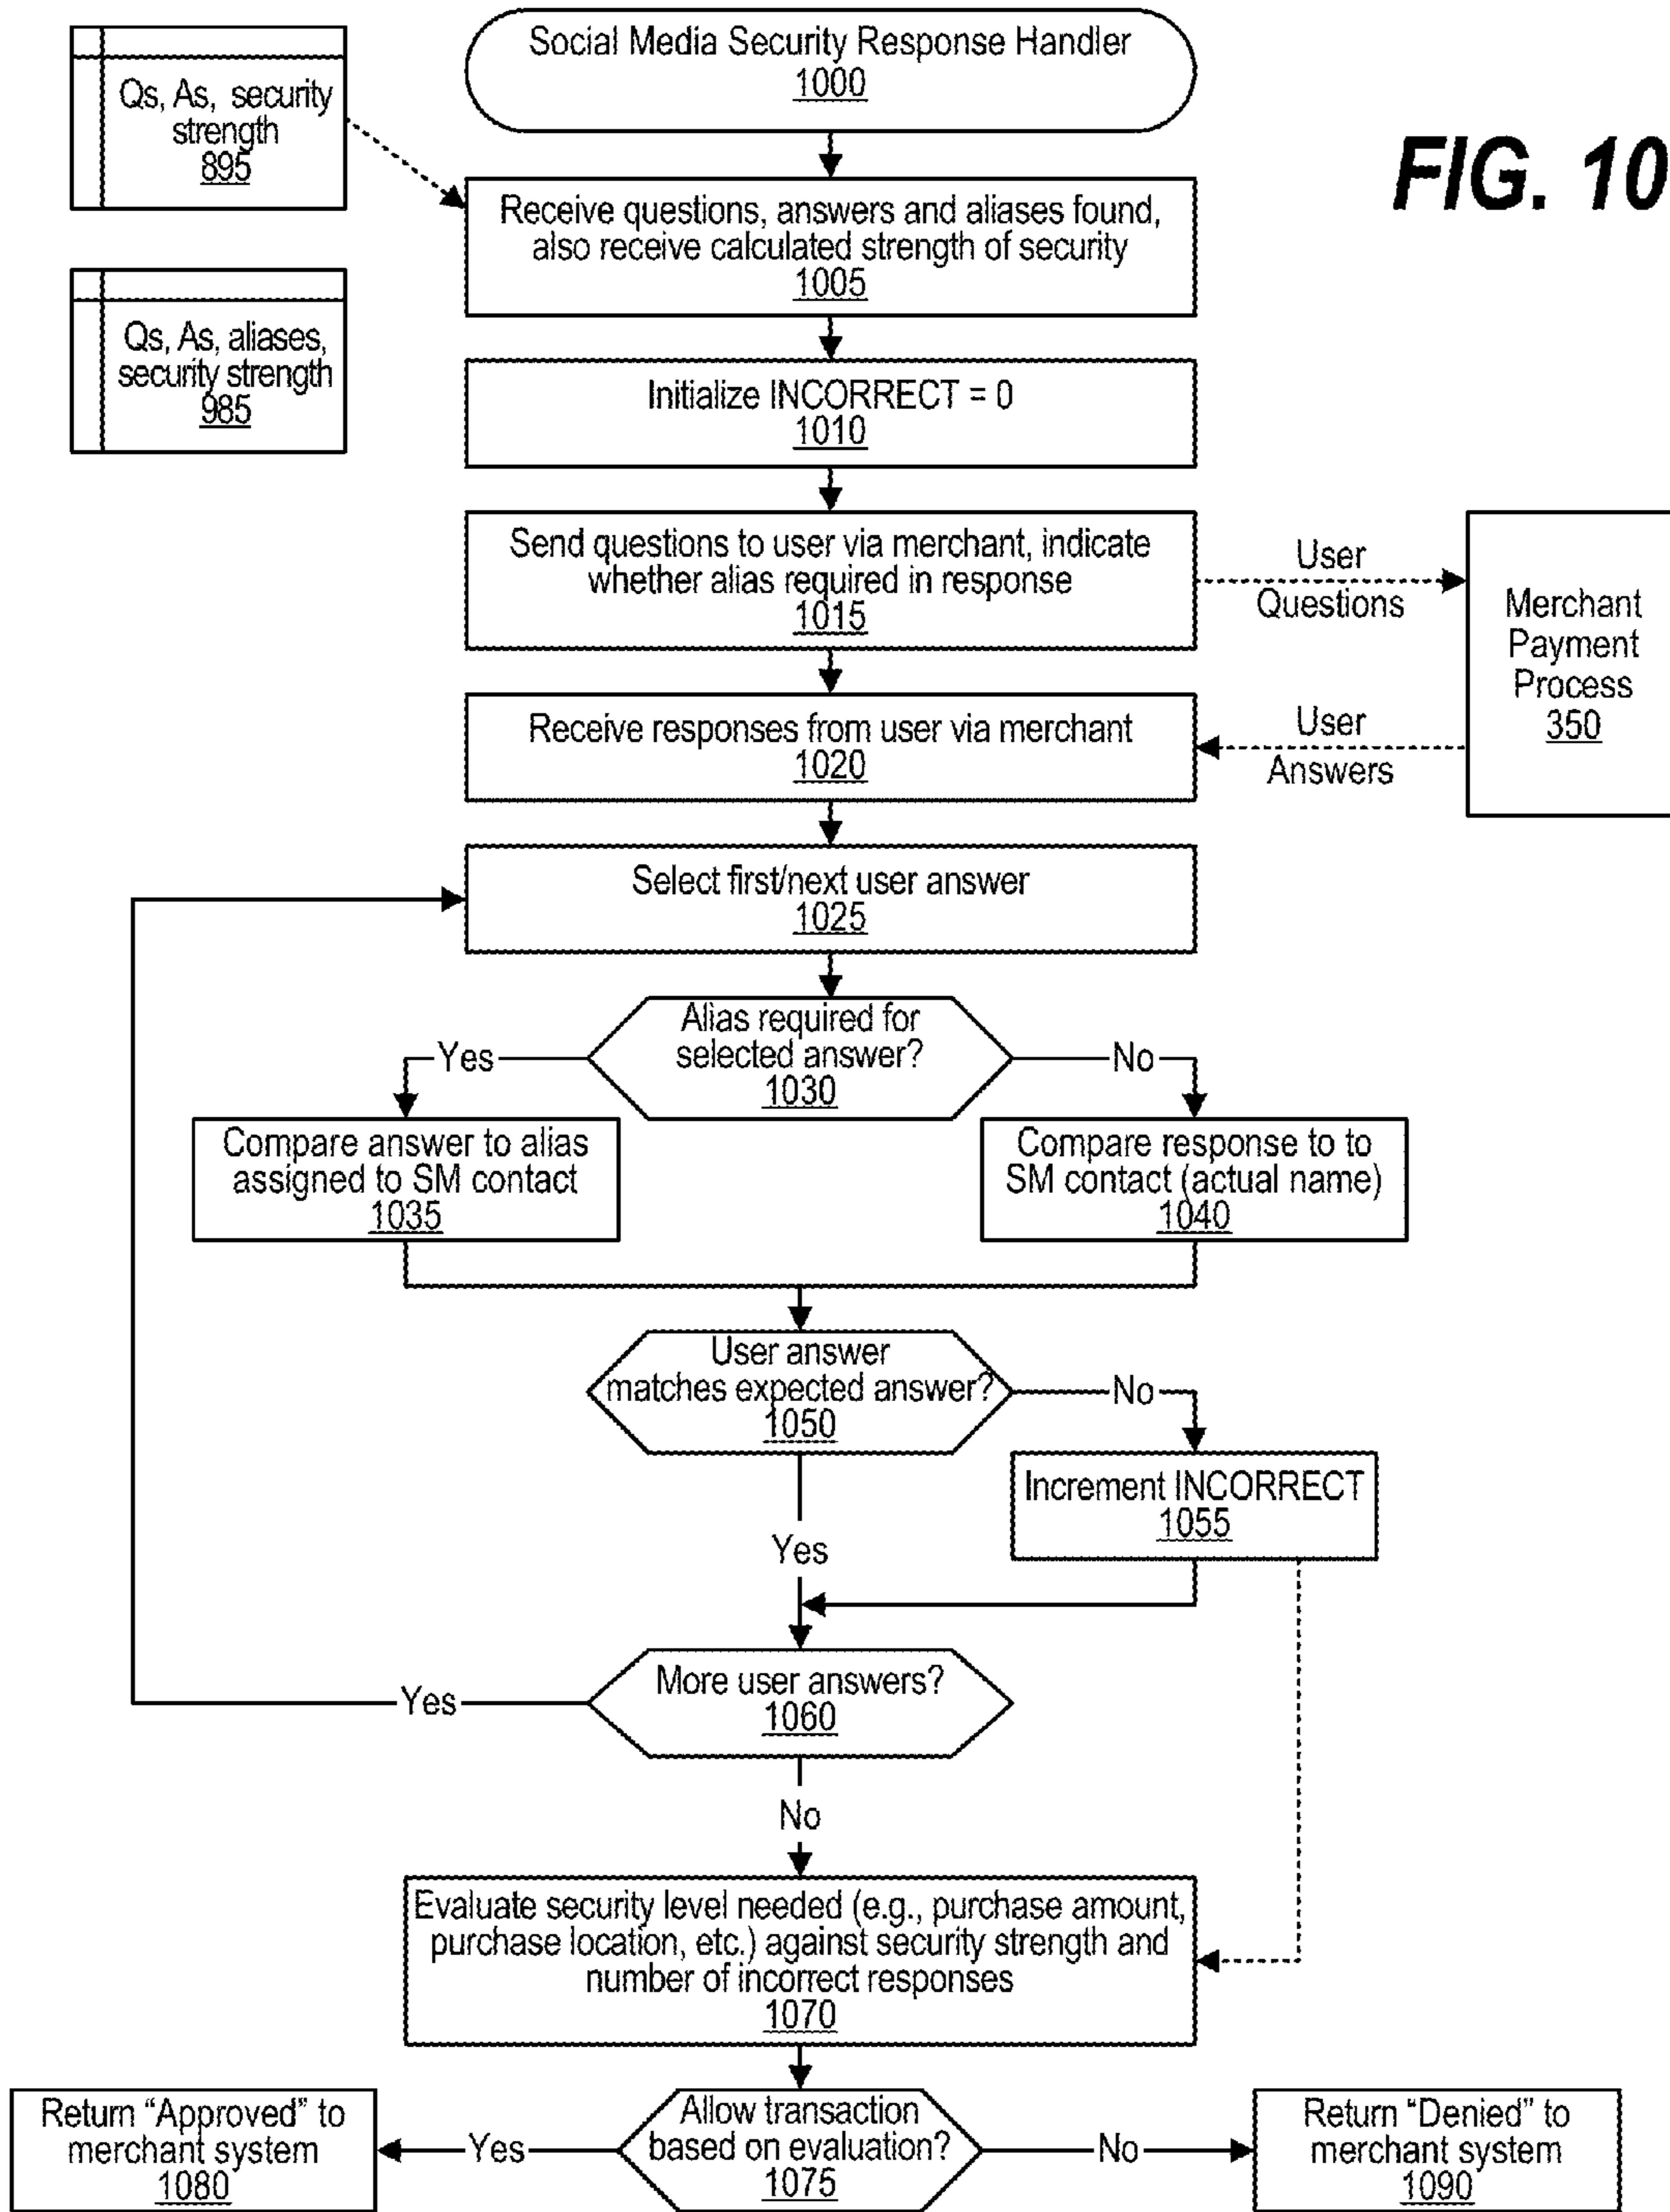 Social Media Security Response Handler
1000
Qs, As, security
strength
895
FIG. 10
Receive questions, answers and aliases found,
also receive calculated strength of security
1005
Qs, As, aliases,
security strength
985
Initialize INCORRECT = 0
1010
Send questions to user via merchant, indicate
whether alias required in response
1015
User
Questions
Merchant
Payment
Process
350
Receive responses from user via merchant
1020
User
Answers
Select first/next user answer
1025
Alias required for
selected answer?
1030
Yes
No
Compare answer to alias
assigned to SM contact
1035
Compare response to to
SM contact (actual name)
1040
User answer
matches expected answer?
1050
No
Increment INCORRECT
1055
Yes
More user answers?
1060
Yes
No
Evaluate security level needed (e.g., purchase amount,
purchase location, etc.) against security strength and
number of incorrect responses
1070
Return “Approved” to
merchant system
1080
Yes
Allow transaction
based on evaluation?
1075
No
Return “Denied” to
merchant system
1090